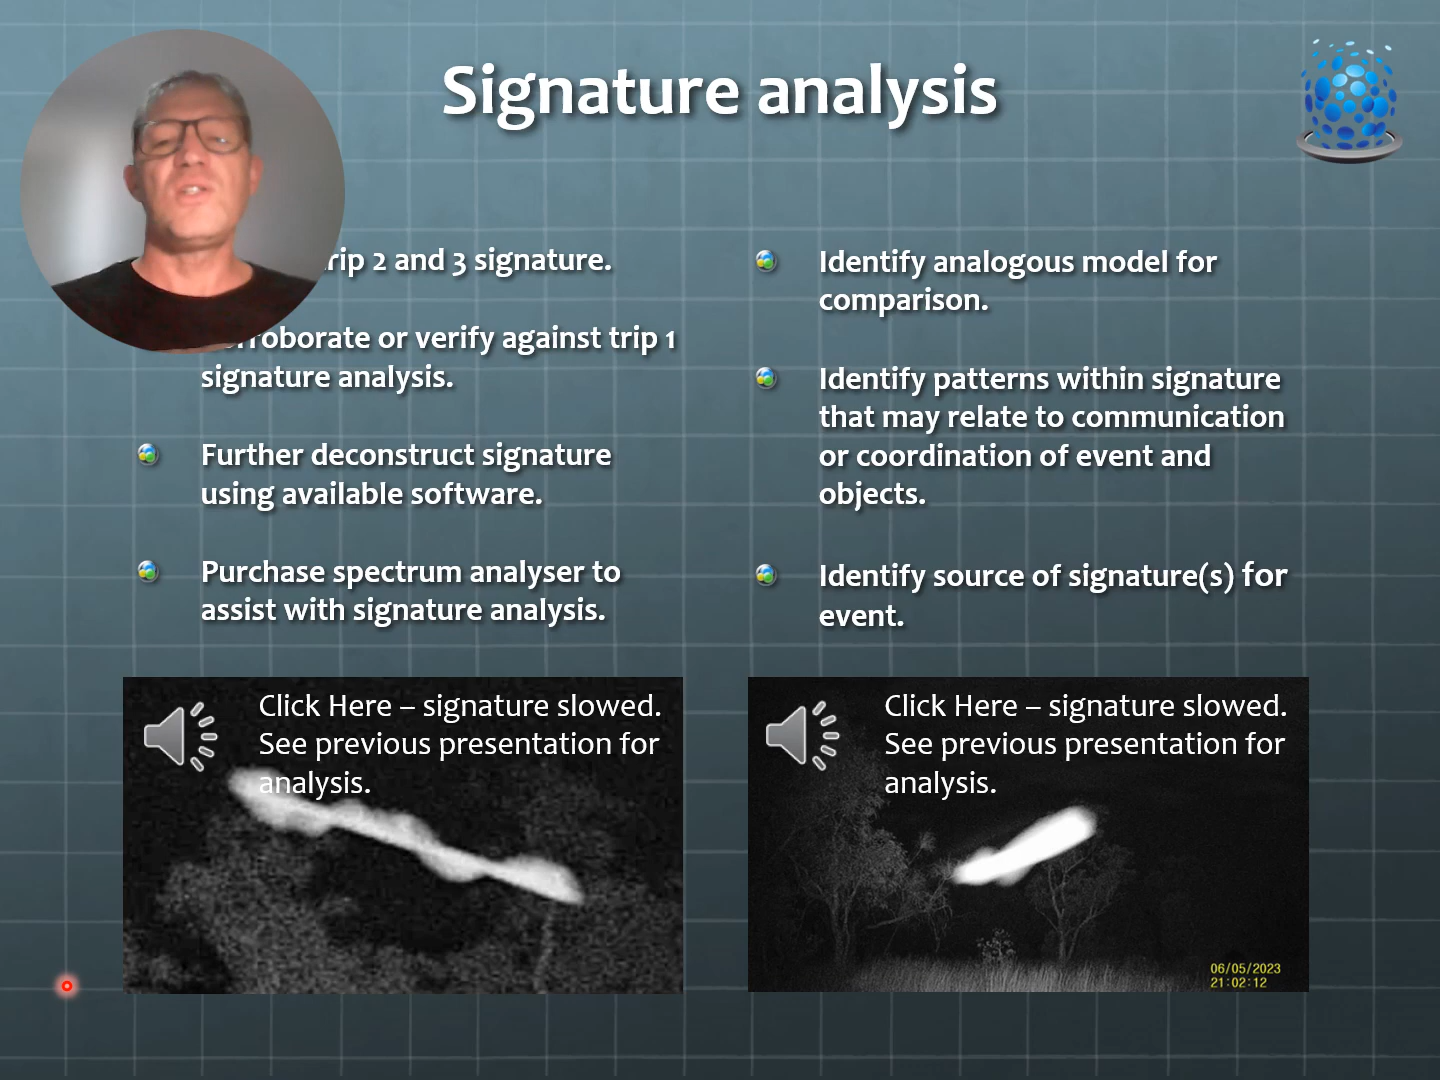 Signature analysis
trip 2 and 3 signature.
or verify against trip 1
signature analysis.
Further deconstruct signature
using available software.
Purchase spectrum analyser to
assist with signature analysis.
Identify analogous model for
comparison.
Identify patterns within signature
that may relate to communication
or coordination of event and
objects.
Identify source of signature(s) for
event.
Click Here – signature slowed.
See previous presentation for
analysis.
Click Here – signature slowed.
See previous presentation for
analysis.
06/05/2023
21:02:12